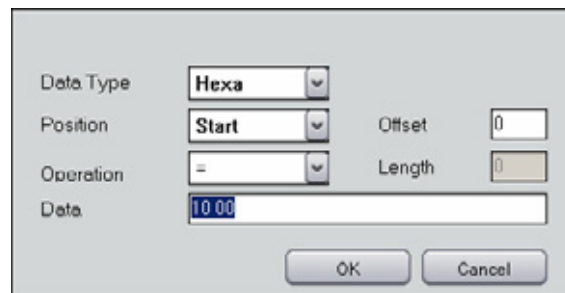 Data Type Hexa
Position Start Offset 0
Operation = Length 0
Data 10 00
OK Cancel